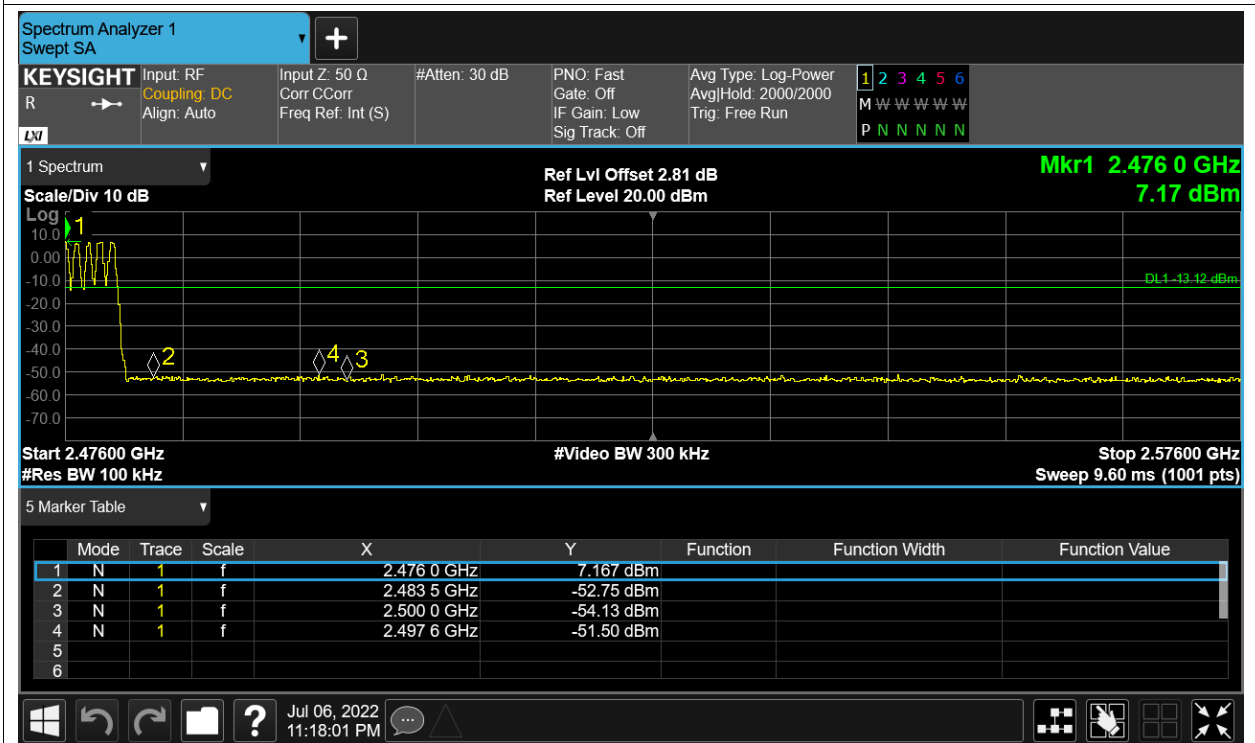 Spectrum Analyzer 1
Swept SA
+
KEYSIGHT Input: RF Input Z: 50 Ω #Atten: 30 dB PNO: Fast Avg Type: Log-Power 1 2 3 4 5 6
R Coupling: DC Corr CCorr Gate: Off Avg|Hold: 2000/2000 M W W W W W W
Align: Auto Freq Ref: Int (S) IF Gain: Low Trig: Free Run
LXI Sig Track: Off P N N N N N
1 Spectrum
Ref Lvl Offset 2.81 dB Mkr1 2.476 0 GHz
Scale/Div 10 dB Ref Level 20.00 dBm 7.17 dBm
Log
1
10.0
0.00
-10.0
DL1 -13.12 dBm
-20.0
-30.0
-40.0
2 4 3
-50.0
-60.0
-70.0
Start 2.47600 GHz #Video BW 300 kHz Stop 2.57600 GHz
#Res BW 100 kHz Sweep 9.60 ms (1001 pts)
5 Marker Table
Mode Trace Scale X Y Function Function Width Function Value
1 N 1 f 2.476 0 GHz 7.167 dBm
2 N 1 f 2.483 5 GHz -52.75 dBm
3 N 1 f 2.500 0 GHz -54.13 dBm
4 N 1 f 2.497 6 GHz -51.50 dBm
5
6
? Jul 06, 2022
11:18:01 PM